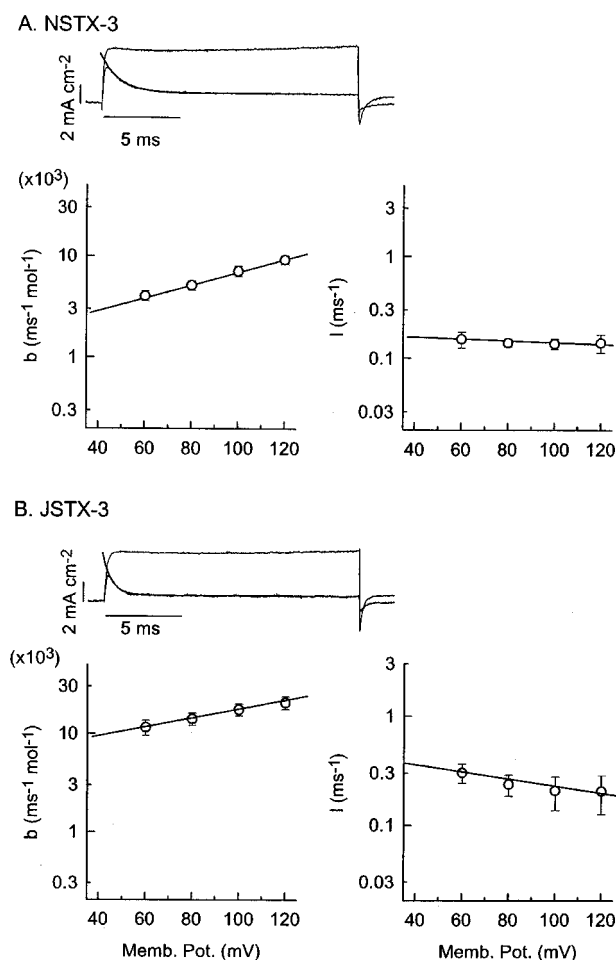 A. NSTX-3
2 mA cm-2
5 ms
(x10³)
30
10
3
1
0.3
b (ms-1 mol-1)
40 60 80 100 120
3
1
0.3
0.1
0.03
l (ms-1)
40 60 80 100 120
B. JSTX-3
2 mA cm-2
5 ms
(x10³)
30
10
3
1
0.3
b (ms-1 mol-1)
40 60 80 100 120
Memb. Pot. (mV)
3
1
0.3
0.1
0.03
l (ms-1)
40 60 80 100 120
Memb. Pot. (mV)